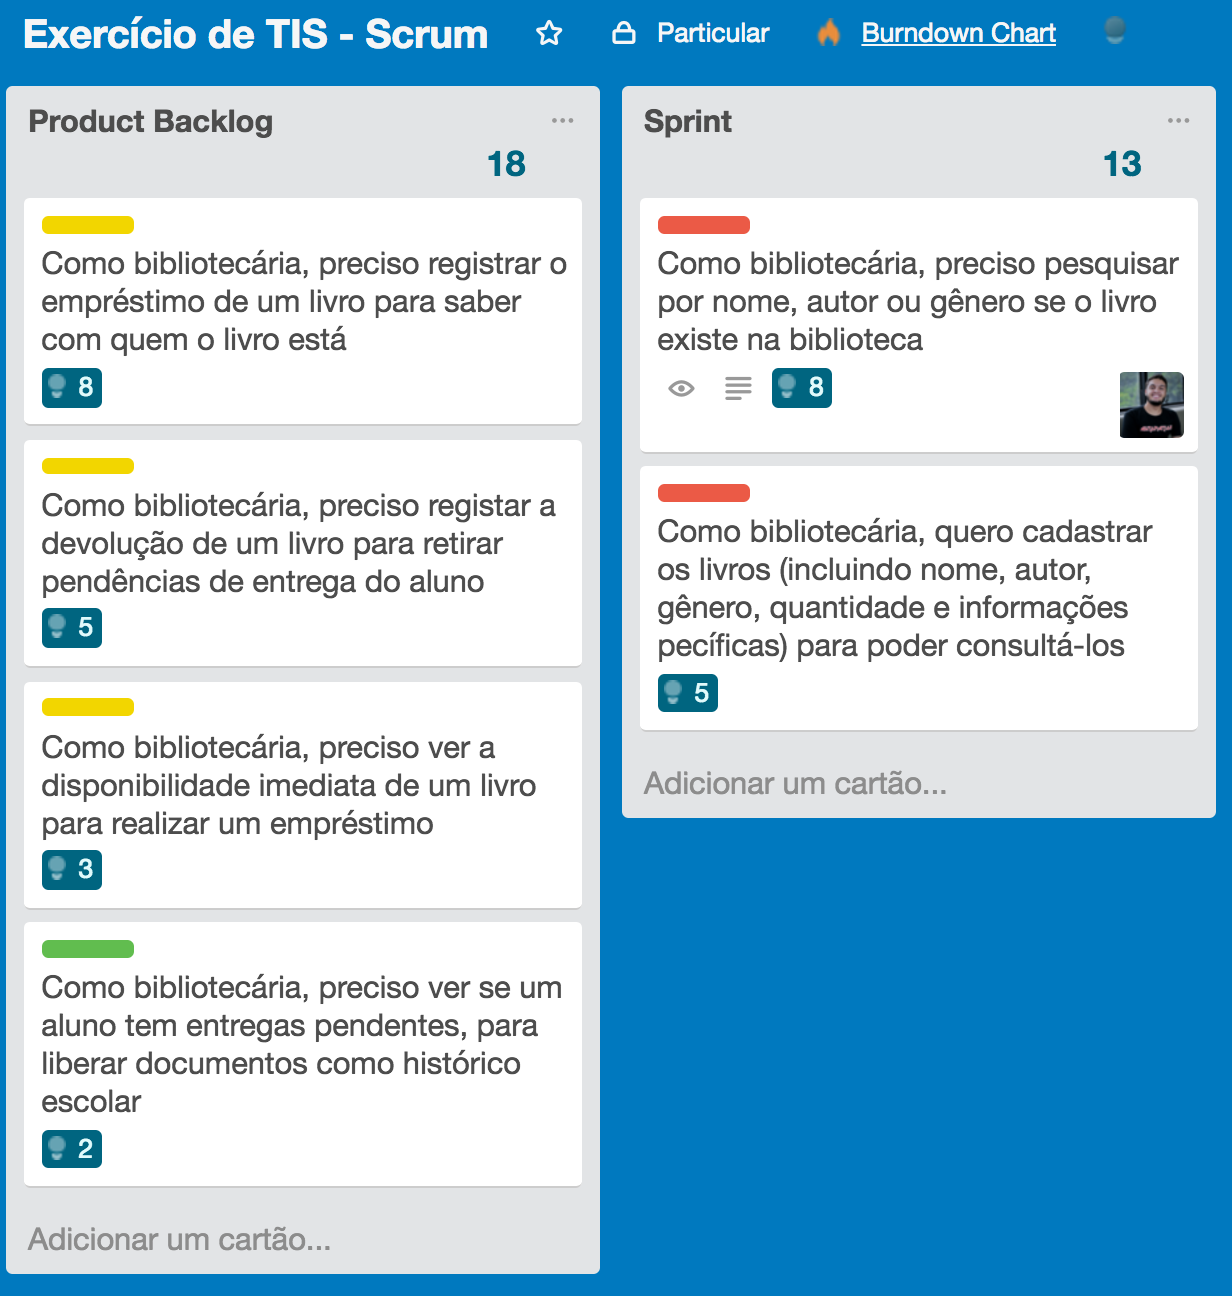 Exercício de TIS - Scrum
Particular
Burndown Chart
Product Backlog
18
Como bibliotecária, preciso registrar o
empréstimo de um livro para saber
com quem o livro está
8
Como bibliotecária, preciso registar a
devolução de um livro para retirar
pendências de entrega do aluno
5
Como bibliotecária, preciso ver a
disponibilidade imediata de um livro
para realizar um empréstimo
3
Como bibliotecária, preciso ver se um
aluno tem entregas pendentes, para
liberar documentos como histórico
escolar
2
Adicionar um cartão...
Sprint
13
Como bibliotecária, preciso pesquisar
por nome, autor ou gênero se o livro
existe na biblioteca
8
Como bibliotecária, quero cadastrar
os livros (incluindo nome, autor,
gênero, quantidade e informações
pecíficas) para poder consultá-los
5
Adicionar um cartão...